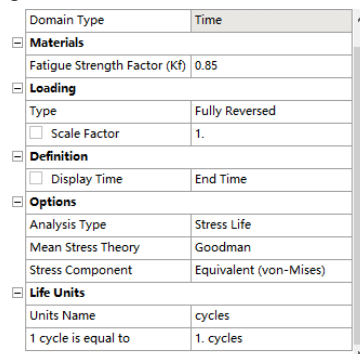 Domain Type Time
Materials
Fatigue Strength Factor (Kf) 0.85
Loading
Type Fully Reversed
Scale Factor 1.
Definition
Display Time End Time
Options
Analysis Type Stress Life
Mean Stress Theory Goodman
Stress Component Equivalent (von-Mises)
Life Units
Units Name cycles
1 cycle is equal to 1. cycles